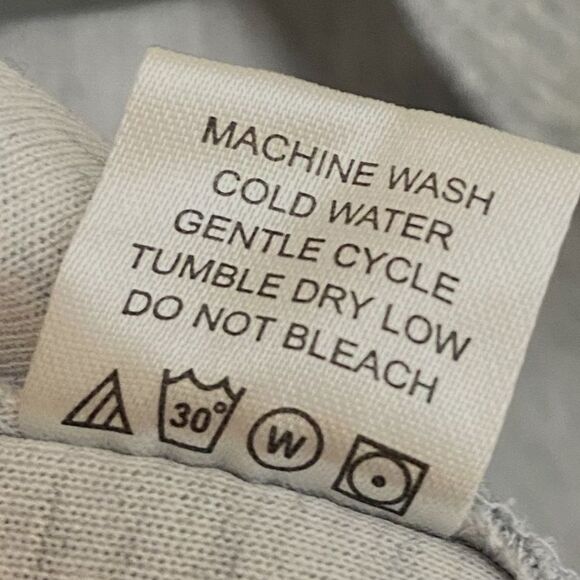 MACHINE WASH
COLD WATER
GENTLE CYCLE
TUMBLE DRY LOW
DO NOT BLEACH
30° W